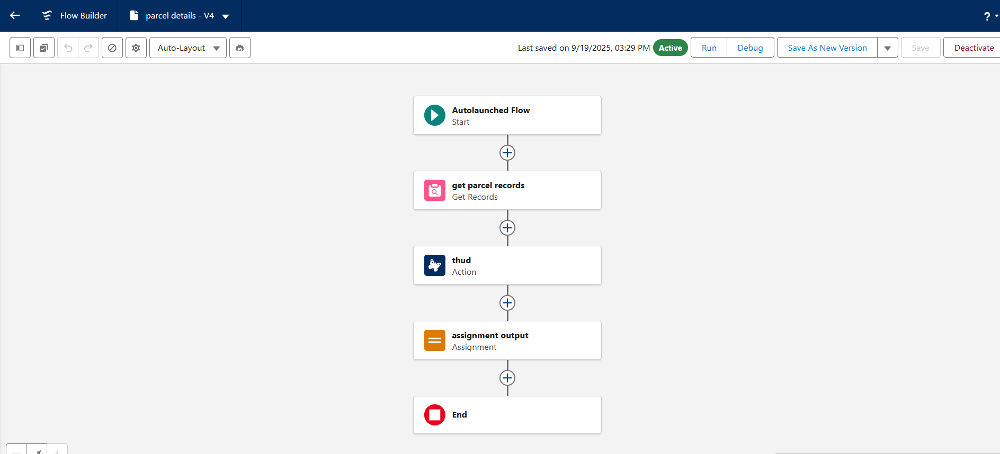 Flow Builder
parcel details - V4
?
Auto-Layout
Last saved on 9/19/2025, 03:29 PM
Active
Run
Debug
Save As New Version
Save
Deactivate
Autolaunched Flow
Start
get parcel records
Get Records
thud
Action
assignment output
Assignment
End